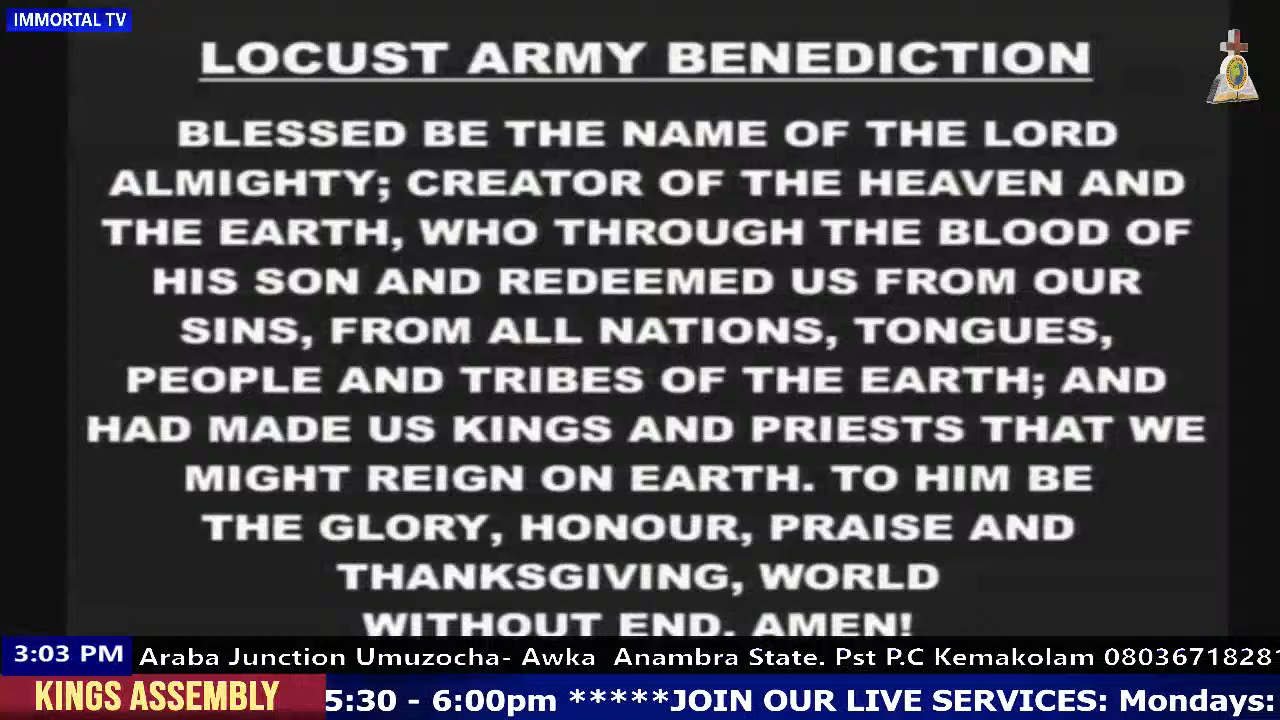 IMMORTAL TV
LOCUST ARMY BENEDICTION
BLESSED BE THE NAME OF THE LORD
ALMIGHTY; CREATOR OF THE HEAVEN AND
THE EARTH, WHO THROUGH THE BLOOD OF
HIS SON AND REDEEMED US FROM OUR
SINS, FROM ALL NATIONS, TONGUES,
PEOPLE AND TRIBES OF THE EARTH; AND
HAD MADE US KINGS AND PRIESTS THAT WE
MIGHT REIGN ON EARTH. TO HIM BE
THE GLORY, HONOUR, PRAISE AND
THANKSGIVING, WORLD
WITHOUT END. AMEN!
3:03 PM Araba Junction Umuzocha- Awka Anambra State. Pst P.C Kemakolam 0803671828
KINGS ASSEMBLY 5:30 - 6:00pm *****JOIN OUR LIVE SERVICES: Mondays: